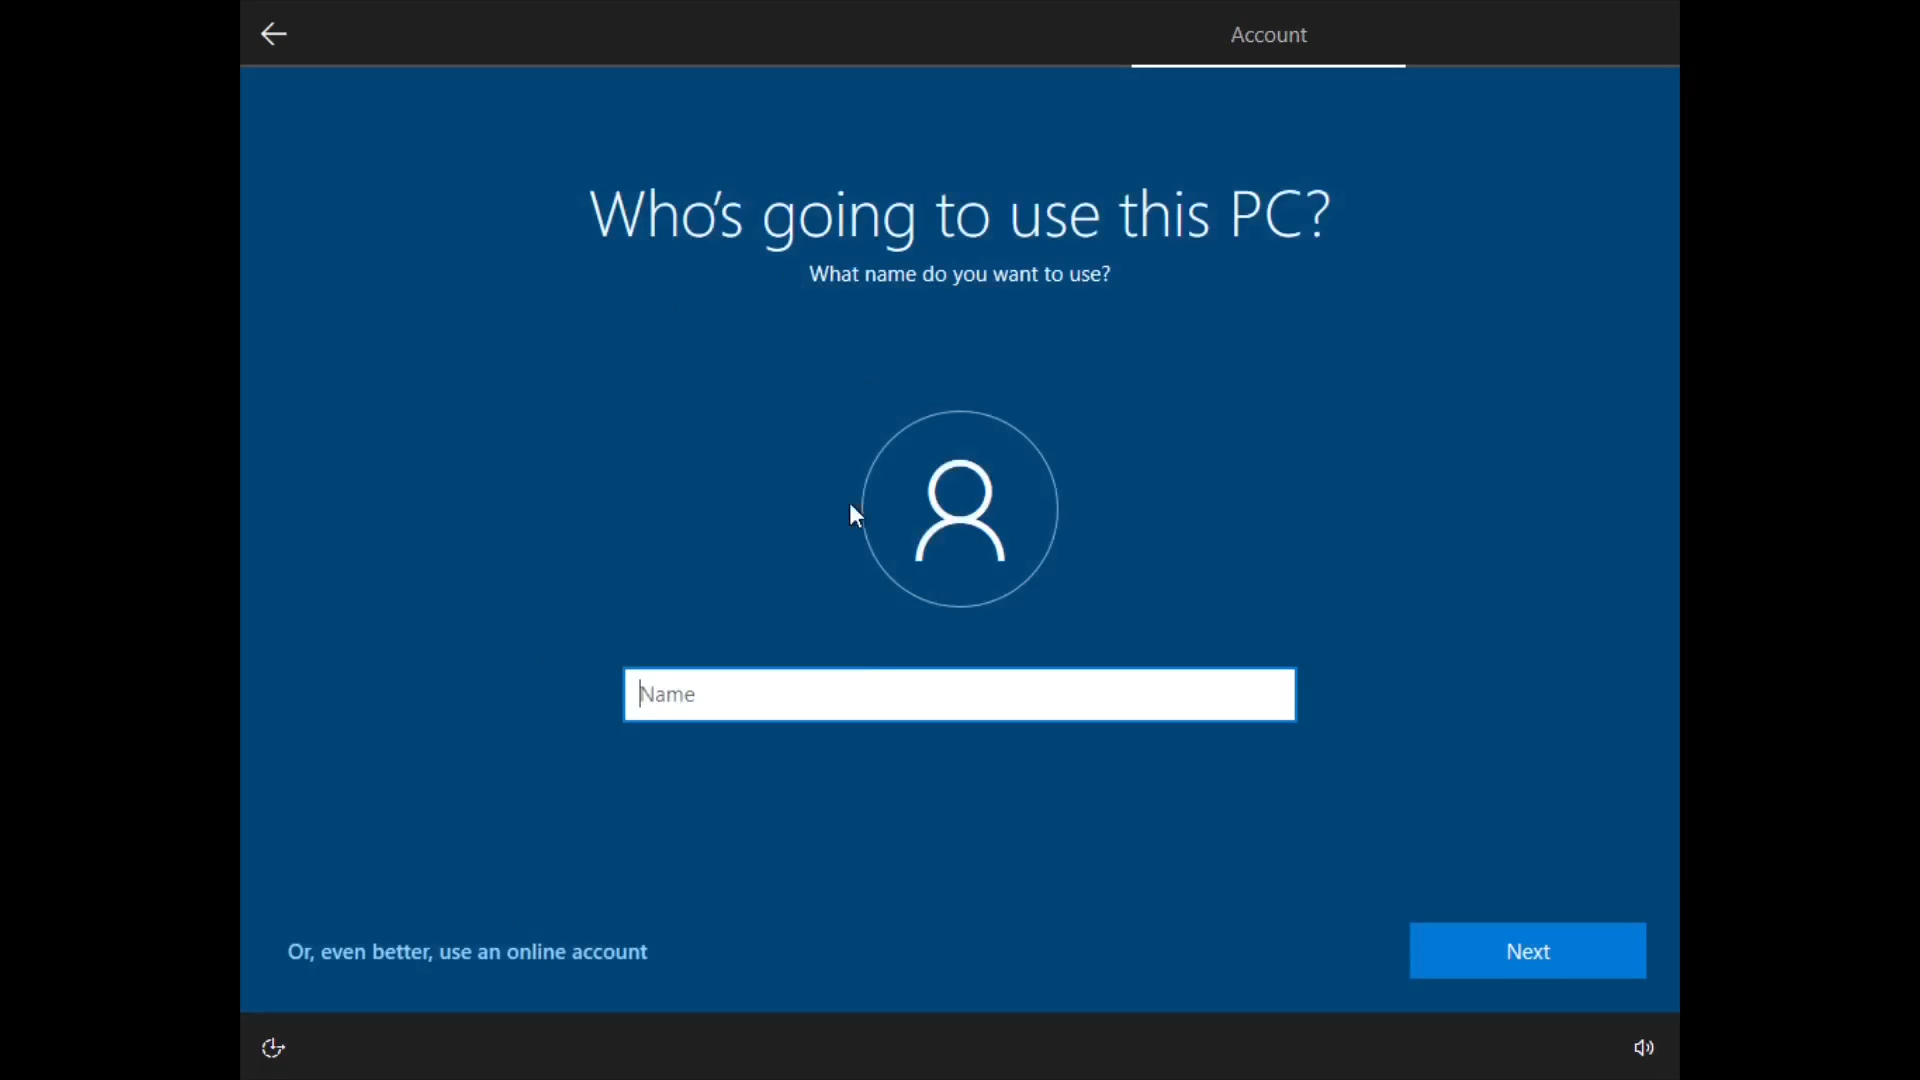 Account
Who's going to use this PC?
What name do you want to use?
Name
Or, even better, use an online account
Next